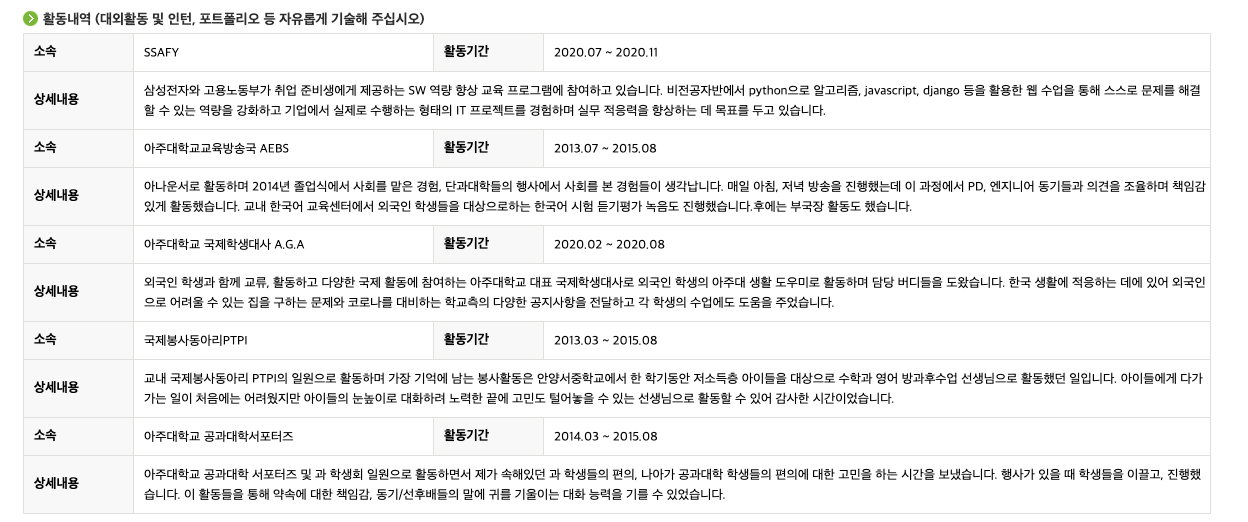 활동내역 (대외활동 및 인턴, 포트폴리오 등 자유롭게 기술해 주십시오)
소속 SSAFY 활동기간 2020.07 ~ 2020.11
삼성전자와 고용노동부가 취업 준비생에게 제공하는 SW 역량 향상 교육 프로그램에 참여하고 있습니다. 비전공자반에서 python으로 알고리즘, javascript, django 등을 활용한 웹 수업을 통해 스스로 문제를 해결
상세내용
할 수 있는 역량을 강화하고 기업에서 실제로 수행하는 형태의 IT 프로젝트를 경험하며 실무 적응력을 향상하는 데 목표를 두고 있습니다.
소속 아주대학교교육방송국 AEBS 활동기간 2013.07 ~ 2015.08
아나운서로 활동하며 2014년 졸업식에서 사회를 맡은 경험, 단과대학들의 행사에서 사회를 본 경험들이 생각납니다. 매일 아침, 저녁 방송을 진행했는데 이 과정에서 PD, 엔지니어 동기들과 의견을 조율하며 책임감
상세내용
있게 활동했습니다. 교내 한국어 교육센터에서 외국인 학생들을 대상으로하는 한국어 시험 듣기평가 녹음도 진행했습니다.후에는 부국장 활동도 했습니다.
소속 아주대학교 국제학생대사 A.G.A 활동기간 2020.02 ~ 2020.08
외국인 학생과 함께 교류, 활동하고 다양한 국제 활동에 참여하는 아주대학교 대표 국제학생대사로 외국인 학생의 아주대 생활 도우미로 활동하며 담당 버디들을 도왔습니다. 한국 생활에 적응하는 데에 있어 외국인
상세내용
으로 어려울 수 있는 집을 구하는 문제와 코로나를 대비하는 학교측의 다양한 공지사항을 전달하고 각 학생의 수업에도 도움을 주었습니다.
소속 국제봉사동아리PTPI 활동기간 2013.03 ~ 2015.08
교내 국제봉사동아리 PTPI의 일원으로 활동하며 가장 기억에 남는 봉사활동은 안양서중학교에서 한 학기동안 저소득층 아이들을 대상으로 수학과 영어 방과후수업 선생님으로 활동했던 일입니다. 아이들에게 다가
상세내용
가는 일이 처음에는 어려웠지만 아이들의 눈높이로 대화하려 노력한 끝에 고민도 털어놓을 수 있는 선생님으로 활동할 수 있어 감사한 시간이었습니다.
소속 아주대학교 공과대학서포터즈 활동기간 2014.03 ~ 2015.08
아주대학교 공과대학 서포터즈 및 과 학생회 일원으로 활동하면서 제가 속해있던 과 학생들의 편의, 나아가 공과대학 학생들의 편의에 대한 고민을 하는 시간을 보냈습니다. 행사가 있을 때 학생들을 이끌고, 진행했
상세내용
습니다. 이 활동들을 통해 약속에 대한 책임감, 동기/선후배들의 말에 귀를 기울이는 대화 능력을 기를 수 있었습니다.